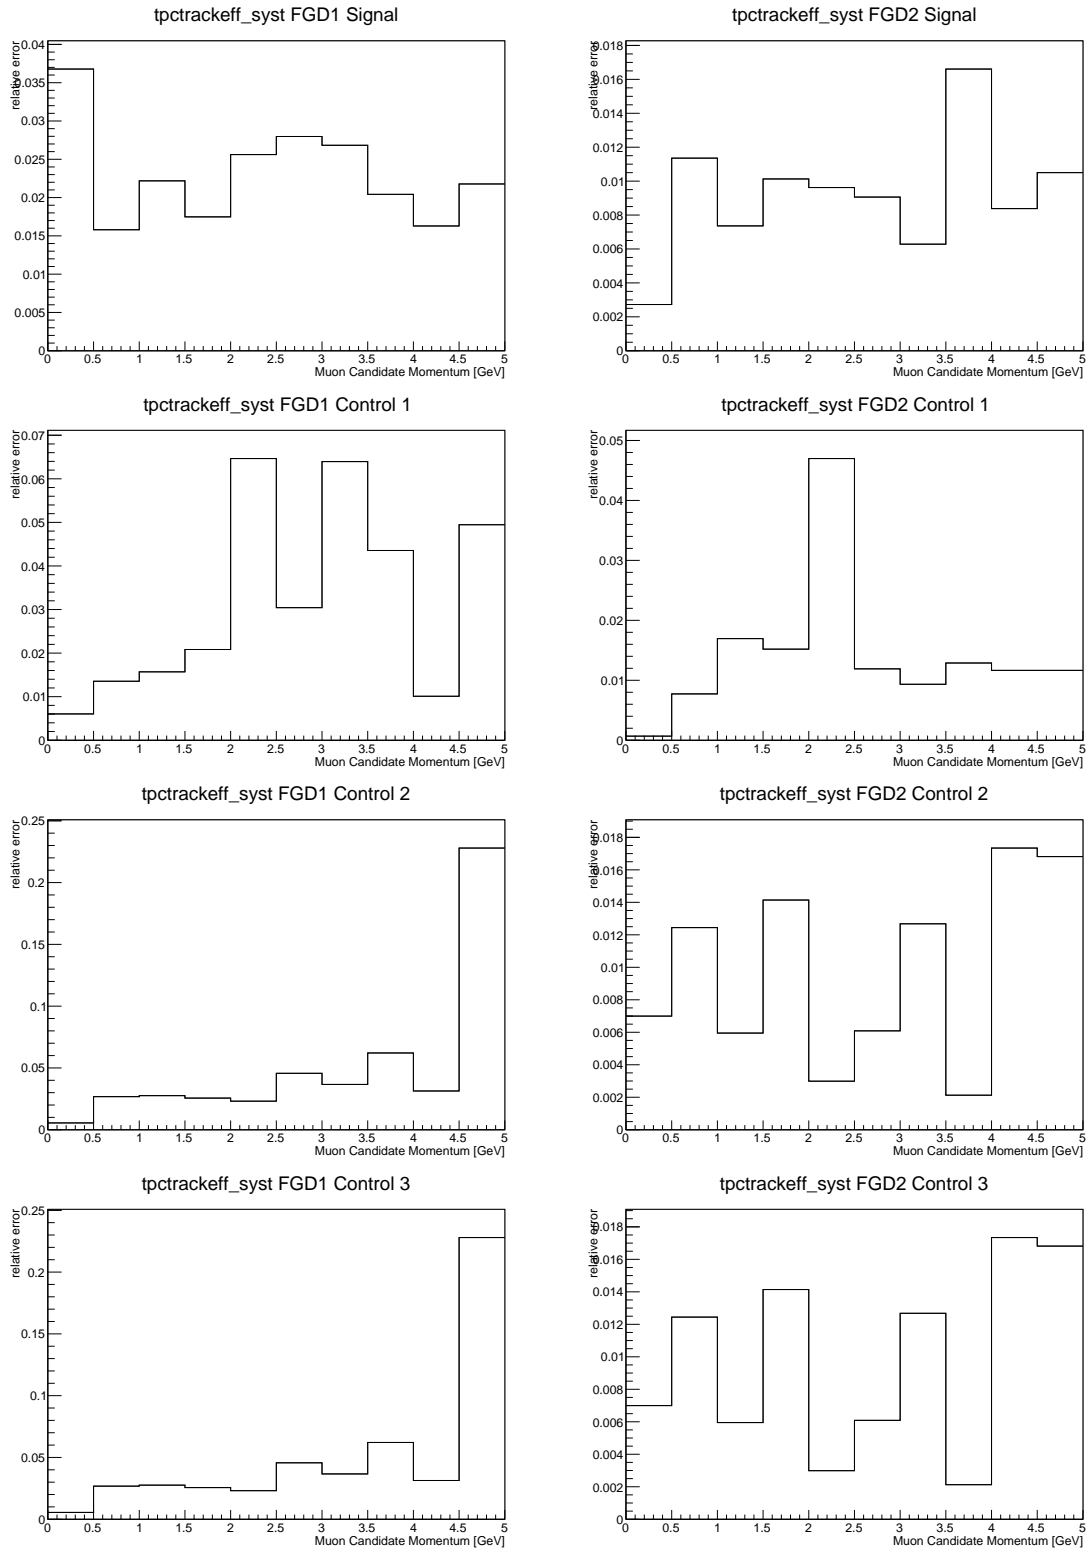 tpctrackeff_syst FGD1 Signal
relative error
0.04
0.035
0.03
0.025
0.02
0.015
0.01
0.005
0
0 0.5 1 1.5 2 2.5 3 3.5 4 4.5 5
Muon Candidate Momentum [GeV]
tpctrackeff_syst FGD2 Signal
relative error
0.018
0.016
0.014
0.012
0.01
0.008
0.006
0.004
0.002
0
0 0.5 1 1.5 2 2.5 3 3.5 4 4.5 5
Muon Candidate Momentum [GeV]
tpctrackeff_syst FGD1 Control 1
relative error
0.07
0.06
0.05
0.04
0.03
0.02
0.01
0
0 0.5 1 1.5 2 2.5 3 3.5 4 4.5 5
Muon Candidate Momentum [GeV]
tpctrackeff_syst FGD2 Control 1
relative error
0.05
0.04
0.03
0.02
0.01
0
0 0.5 1 1.5 2 2.5 3 3.5 4 4.5 5
Muon Candidate Momentum [GeV]
tpctrackeff_syst FGD1 Control 2
relative error
0.25
0.2
0.15
0.1
0.05
0
0 0.5 1 1.5 2 2.5 3 3.5 4 4.5 5
Muon Candidate Momentum [GeV]
tpctrackeff_syst FGD2 Control 2
relative error
0.018
0.016
0.014
0.012
0.01
0.008
0.006
0.004
0.002
0
0 0.5 1 1.5 2 2.5 3 3.5 4 4.5 5
Muon Candidate Momentum [GeV]
tpctrackeff_syst FGD1 Control 3
relative error
0.25
0.2
0.15
0.1
0.05
0
0 0.5 1 1.5 2 2.5 3 3.5 4 4.5 5
Muon Candidate Momentum [GeV]
tpctrackeff_syst FGD2 Control 3
relative error
0.018
0.016
0.014
0.012
0.01
0.008
0.006
0.004
0.002
0
0 0.5 1 1.5 2 2.5 3 3.5 4 4.5 5
Muon Candidate Momentum [GeV]